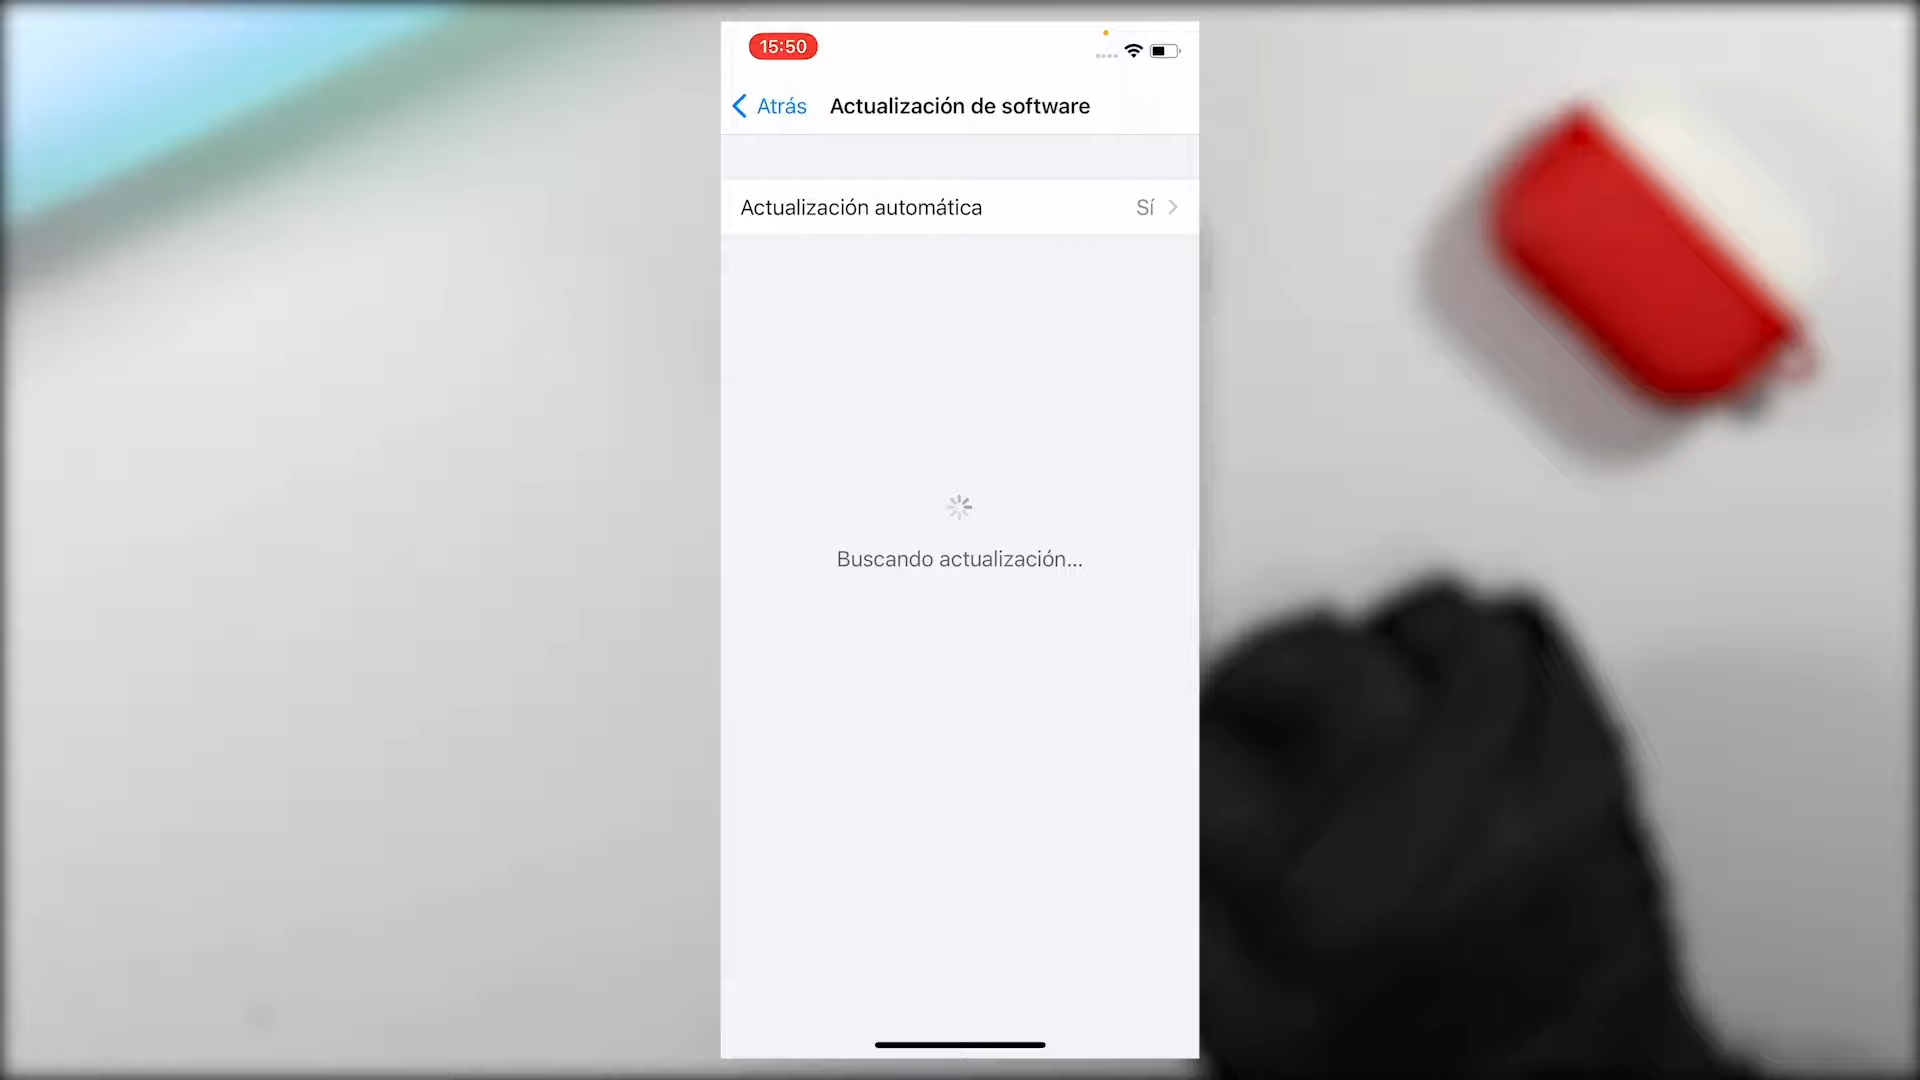 15:50
Atrás
Actualización de software
Actualización automática
Sí
Buscando actualización...